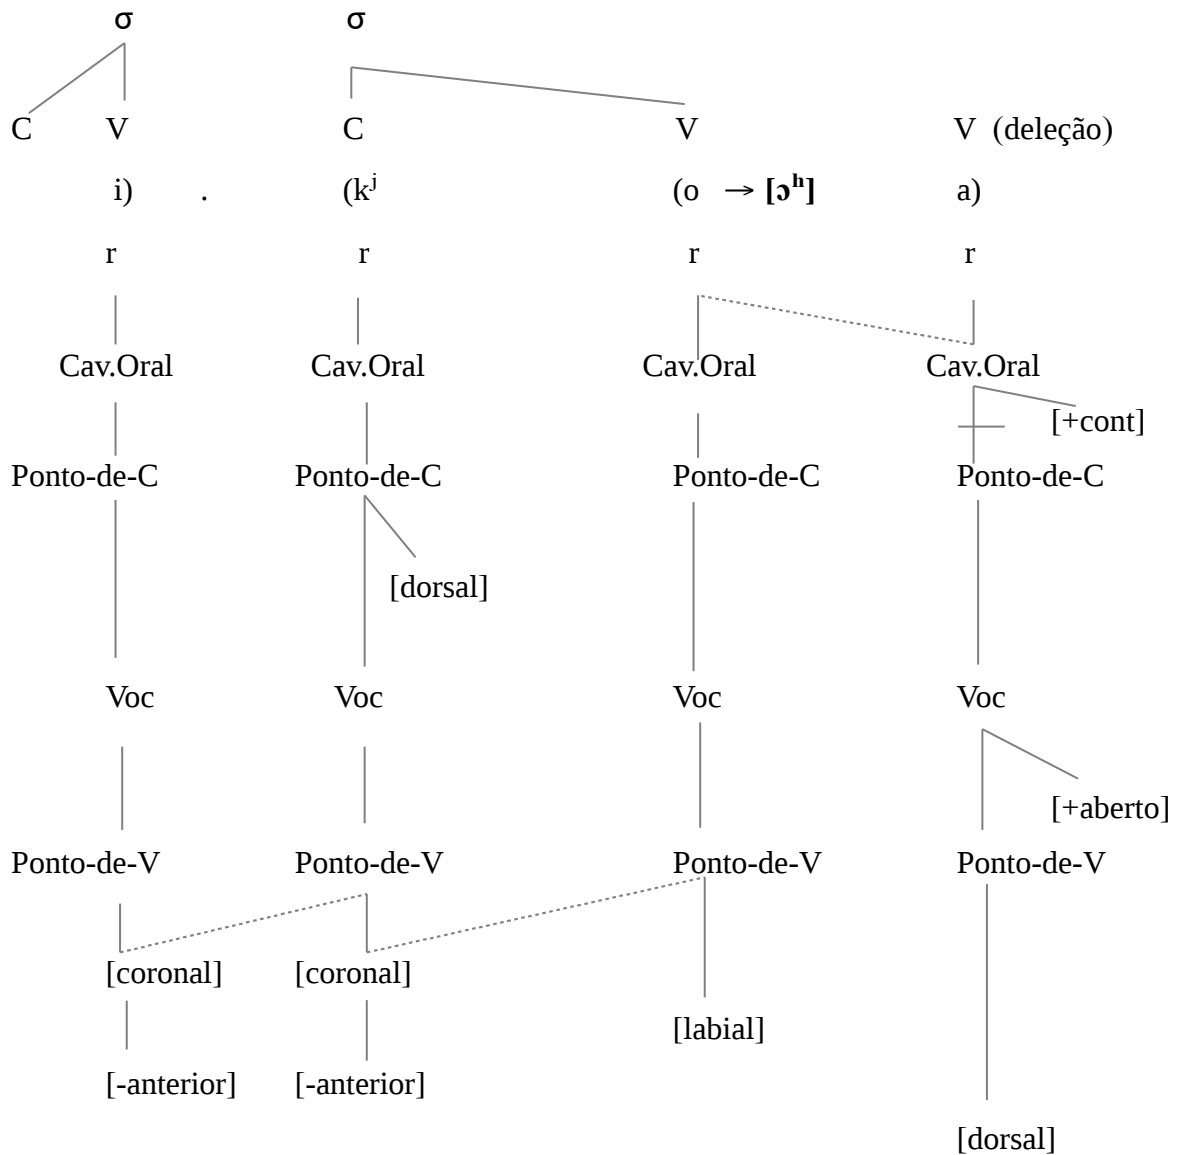 σ σ
C V C V V (deleção)
i) . (kʲ (o → [ɔʰ] a)
r r r r
Cav.Oral Cav.Oral Cav.Oral Cav.Oral
[+cont]
Ponto-de-C Ponto-de-C Ponto-de-C Ponto-de-C
[dorsal]
Voc Voc Voc Voc
[+aberto]
Ponto-de-V Ponto-de-V Ponto-de-V Ponto-de-V
[coronal] [coronal]
[labial]
[-anterior] [-anterior]
[dorsal]